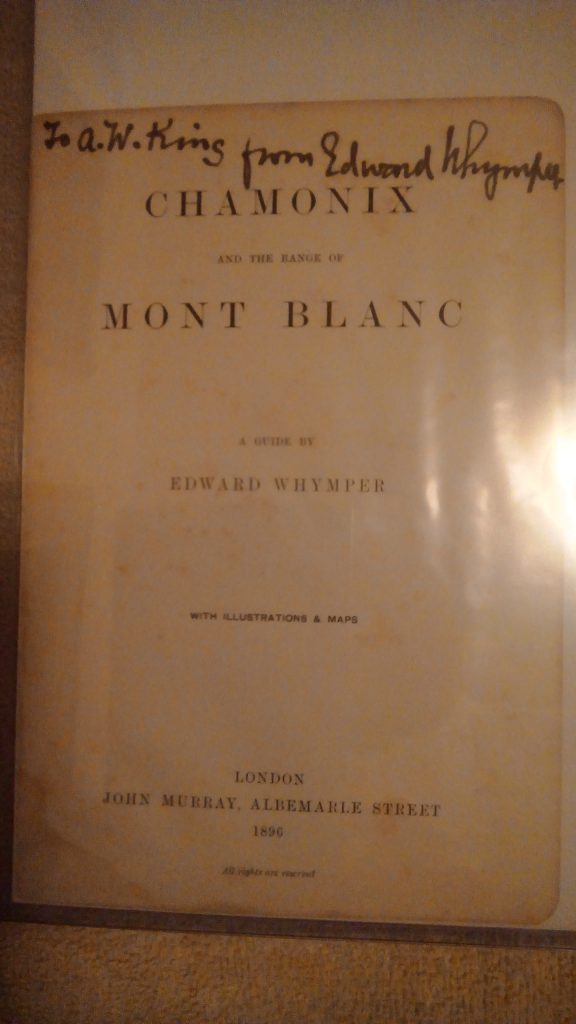 To A.W. King from Edward Whymper
CHAMONIX
AND THE RANGE OF
MONT BLANC
A GUIDE BY
EDWARD WHYMPER
WITH ILLUSTRATIONS & MAPS
LONDON
JOHN MURRAY, ALBEMARLE STREET
1896
All rights are reserved